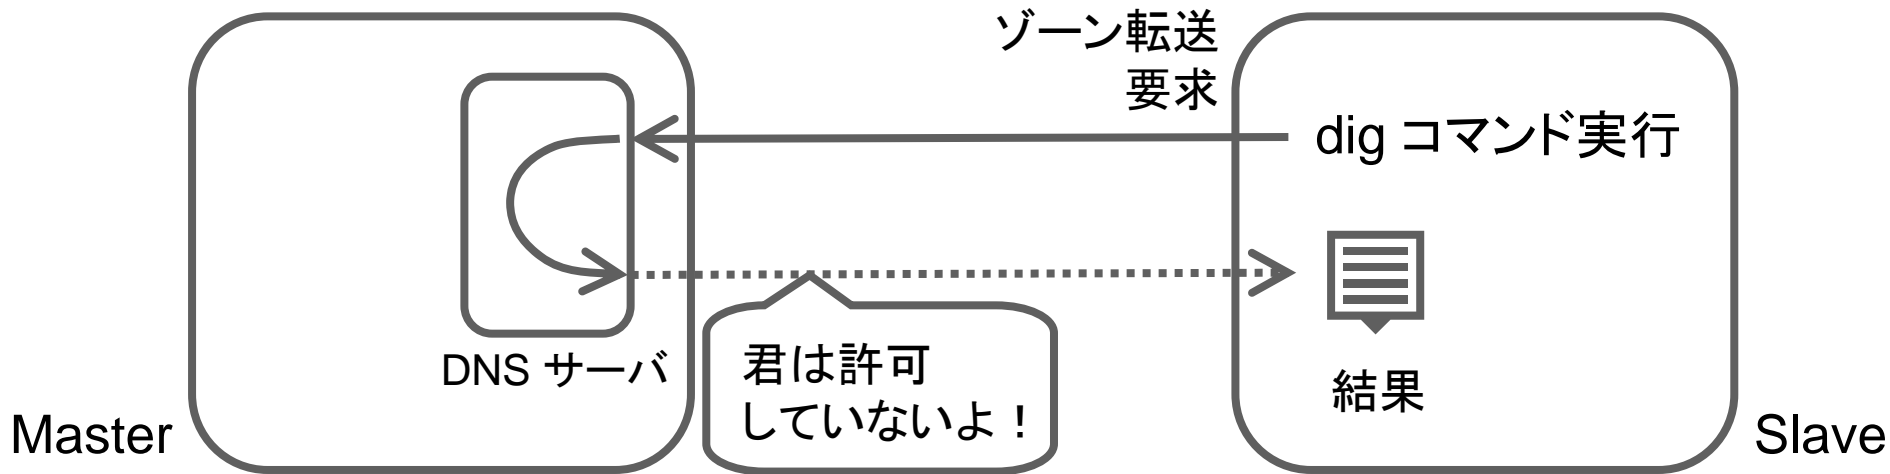 ゾーン転送
要求
dig コマンド実行
DNS サーバ
君は許可
していないよ！
結果
Master
Slave